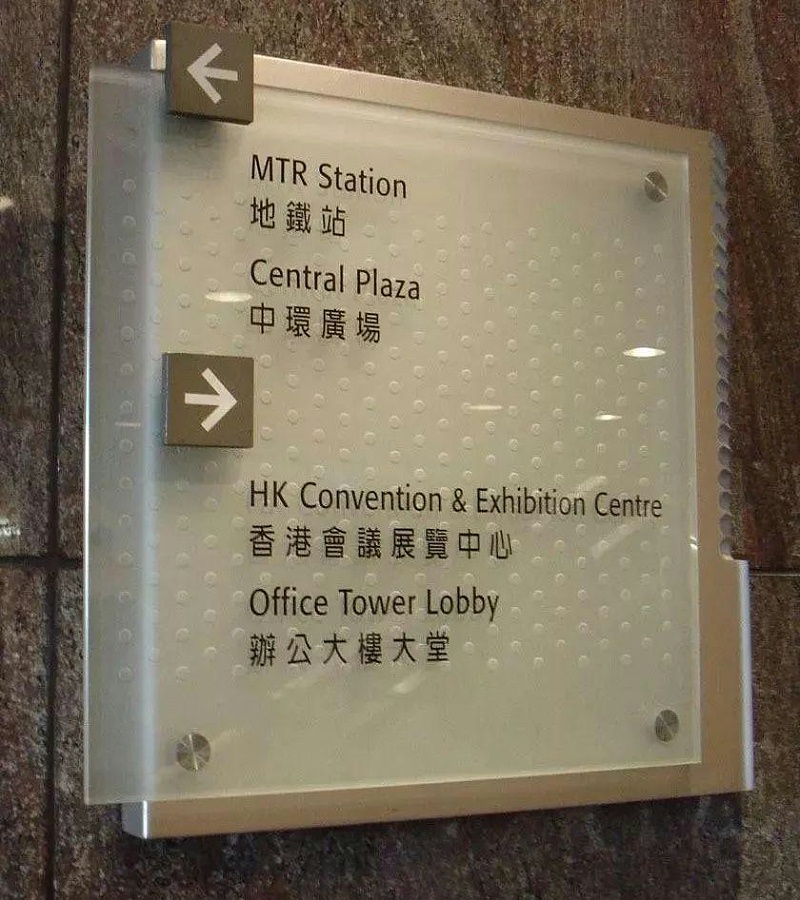 MTR Station
地鐵站
Central Plaza
中環廣場
HK Convention & Exhibition Centre
香港會議展覽中心
Office Tower Lobby
辦公大樓大堂